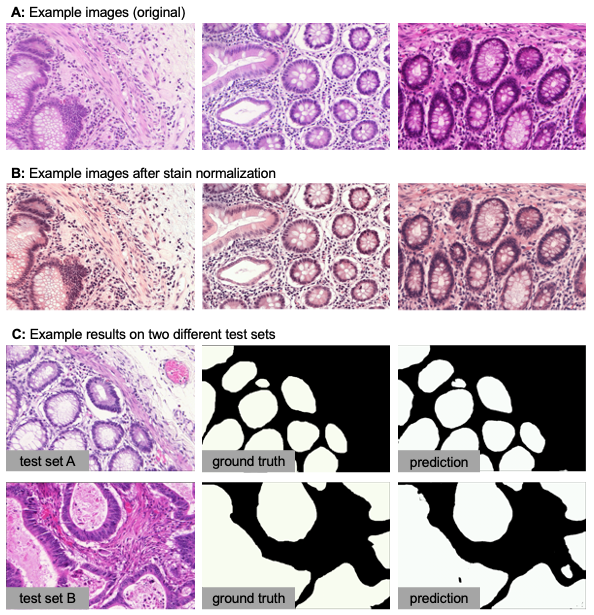 A: Example images (original)
B: Example images after stain normalization
C: Example results on two different test sets
test set A
ground truth
prediction
test set B
ground truth
prediction